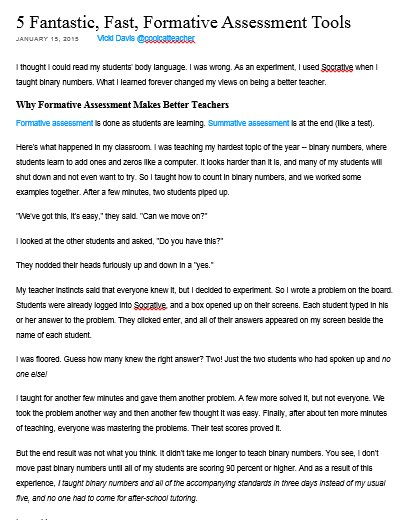 5 Fantastic, Fast, Formative Assessment Tools
JANUARY 15, 2015 Vicki Davis @coolcatteacher
I thought I could read my students' body language. I was wrong. As an experiment, I used Socrative when I
taught binary numbers. What I learned forever changed my views on being a better teacher.
Why Formative Assessment Makes Better Teachers
Formative assessment is done as students are learning. Summative assessment is at the end (like a test).
Here's what happened in my classroom. I was teaching my hardest topic of the year -- binary numbers, where
students learn to add ones and zeros like a computer. It looks harder than it is, and many of my students will
shut down and not even want to try. So I taught how to count in binary numbers, and we worked some
examples together. After a few minutes, two students piped up.
"We've got this, it's easy," they said. "Can we move on?"
I looked at the other students and asked, "Do you have this?"
They nodded their heads furiously up and down in a "yes."
My teacher instincts said that everyone knew it, but I decided to experiment. So I wrote a problem on the board.
Students were already logged into Socrative, and a box opened up on their screens. Each student typed in his
or her answer to the problem. They clicked enter, and all of their answers appeared on my screen beside the
name of each student.
I was floored. Guess how many knew the right answer? Two! Just the two students who had spoken up and no
one else!
I taught for another few minutes and gave them another problem. A few more solved it, but not everyone. We
took the problem another way and then another few thought it was easy. Finally, after about ten more minutes
of teaching, everyone was mastering the problems. Their test scores proved it.
But the end result was not what you think. It didn't take me longer to teach binary numbers. You see, I don't
move past binary numbers until all of my students are scoring 90 percent or higher. And as a result of this
experience, I taught binary numbers and all of the accompanying standards in three days instead of my usual
five, and no one had to come for after-school tutoring.